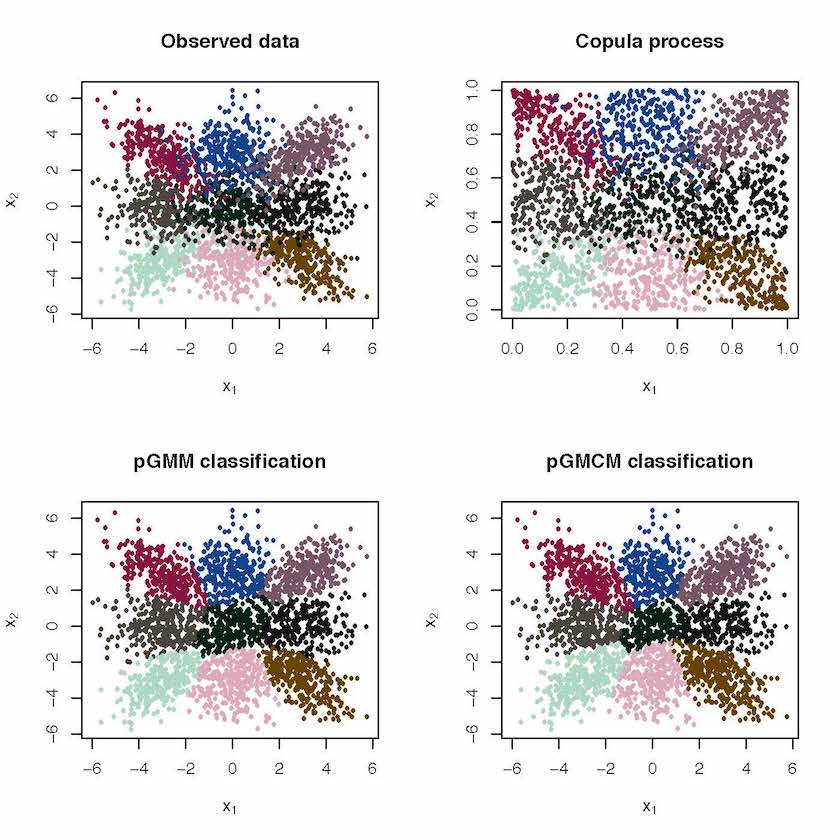 Observed data
6
4
2
0
−2
−4
−6
x₂
−6 −4 −2 0 2 4 6
x₁
Copula process
1.0
0.8
0.6
0.4
0.2
0.0
x₂
0.0 0.2 0.4 0.6 0.8 1.0
x₁
pGMM classification
6
4
2
0
−2
−4
−6
x₂
−6 −4 −2 0 2 4 6
x₁
pGMCM classification
6
4
2
0
−2
−4
−6
x₂
−6 −4 −2 0 2 4 6
x₁